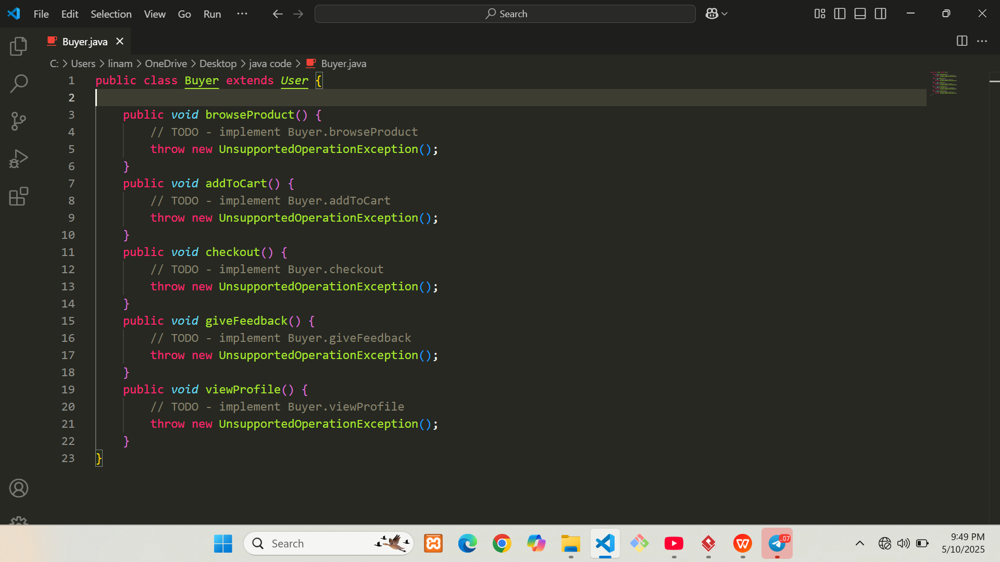 File Edit Selection View Go Run ··· Search
Buyer.java
C: > Users > linam > OneDrive > Desktop > java code > Buyer.java
1 public class Buyer extends User {
2
3 public void browseProduct() {
4 // TODO - implement Buyer.browseProduct
5 throw new UnsupportedOperationException();
6 }
7 public void addToCart() {
8 // TODO - implement Buyer.addToCart
9 throw new UnsupportedOperationException();
10 }
11 public void checkout() {
12 // TODO - implement Buyer.checkout
13 throw new UnsupportedOperationException();
14 }
15 public void giveFeedback() {
16 // TODO - implement Buyer.giveFeedback
17 throw new UnsupportedOperationException();
18 }
19 public void viewProfile() {
20 // TODO - implement Buyer.viewProfile
21 throw new UnsupportedOperationException();
22 }
23 }
Search
..07
9:49 PM
5/10/2025